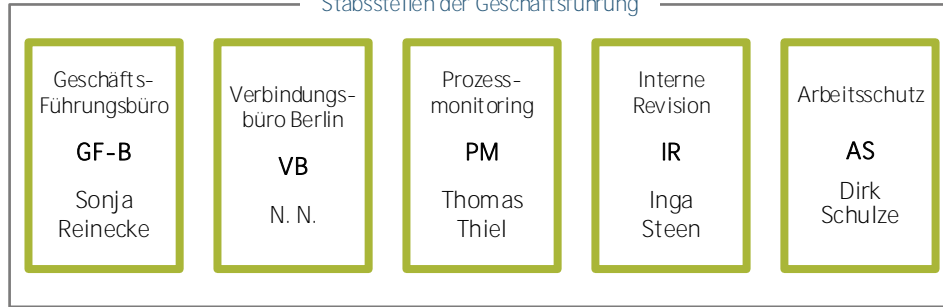 Stabsstellen der Geschäftsführung
Geschäfts-
Führungsbüro
GF-B
Sonja
Reinecke
Verbindungs-
büro Berlin
VB
N. N.
Prozess-
monitoring
PM
Thomas
Thiel
Interne
Revision
IR
Inga
Steen
Arbeitsschutz
AS
Dirk
Schulze